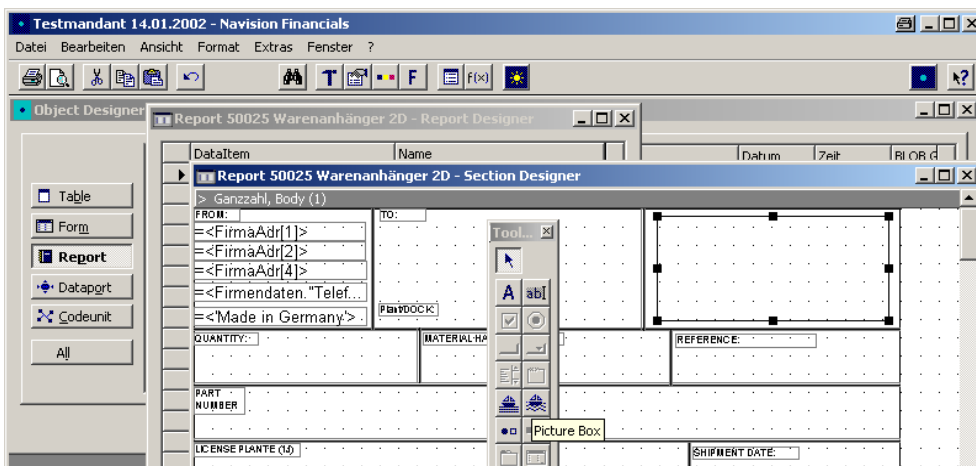 Testmandant 14.01.2002 - Navision Financials
Datei Bearbeiten Ansicht Format Extras Fenster ?
T F f(x) ?
Object Designer
Report 50025 Warenanhänger 2D - Report Designer
DataItem Name Datum Zeit BLOB G
Report 50025 Warenanhänger 2D - Section Designer
> Ganzzahl, Body (1)
Table
Form
Report
Dataport
Codeunit
All
FROM: TO:
=<FirmaAdr[1]>
=<FirmaAdr[2]>
=<FirmaAdr[4]>
=<Firmendaten."Telef...
=<'Made in Germany'>
Plant/DOCK:
Tool...
A abI
Picture Box
QUANTITY: MATERIAL-HA REFERENCE:
PART
NUMBER
LICENSE PLANTE (1J) SHIPMENT DATE: